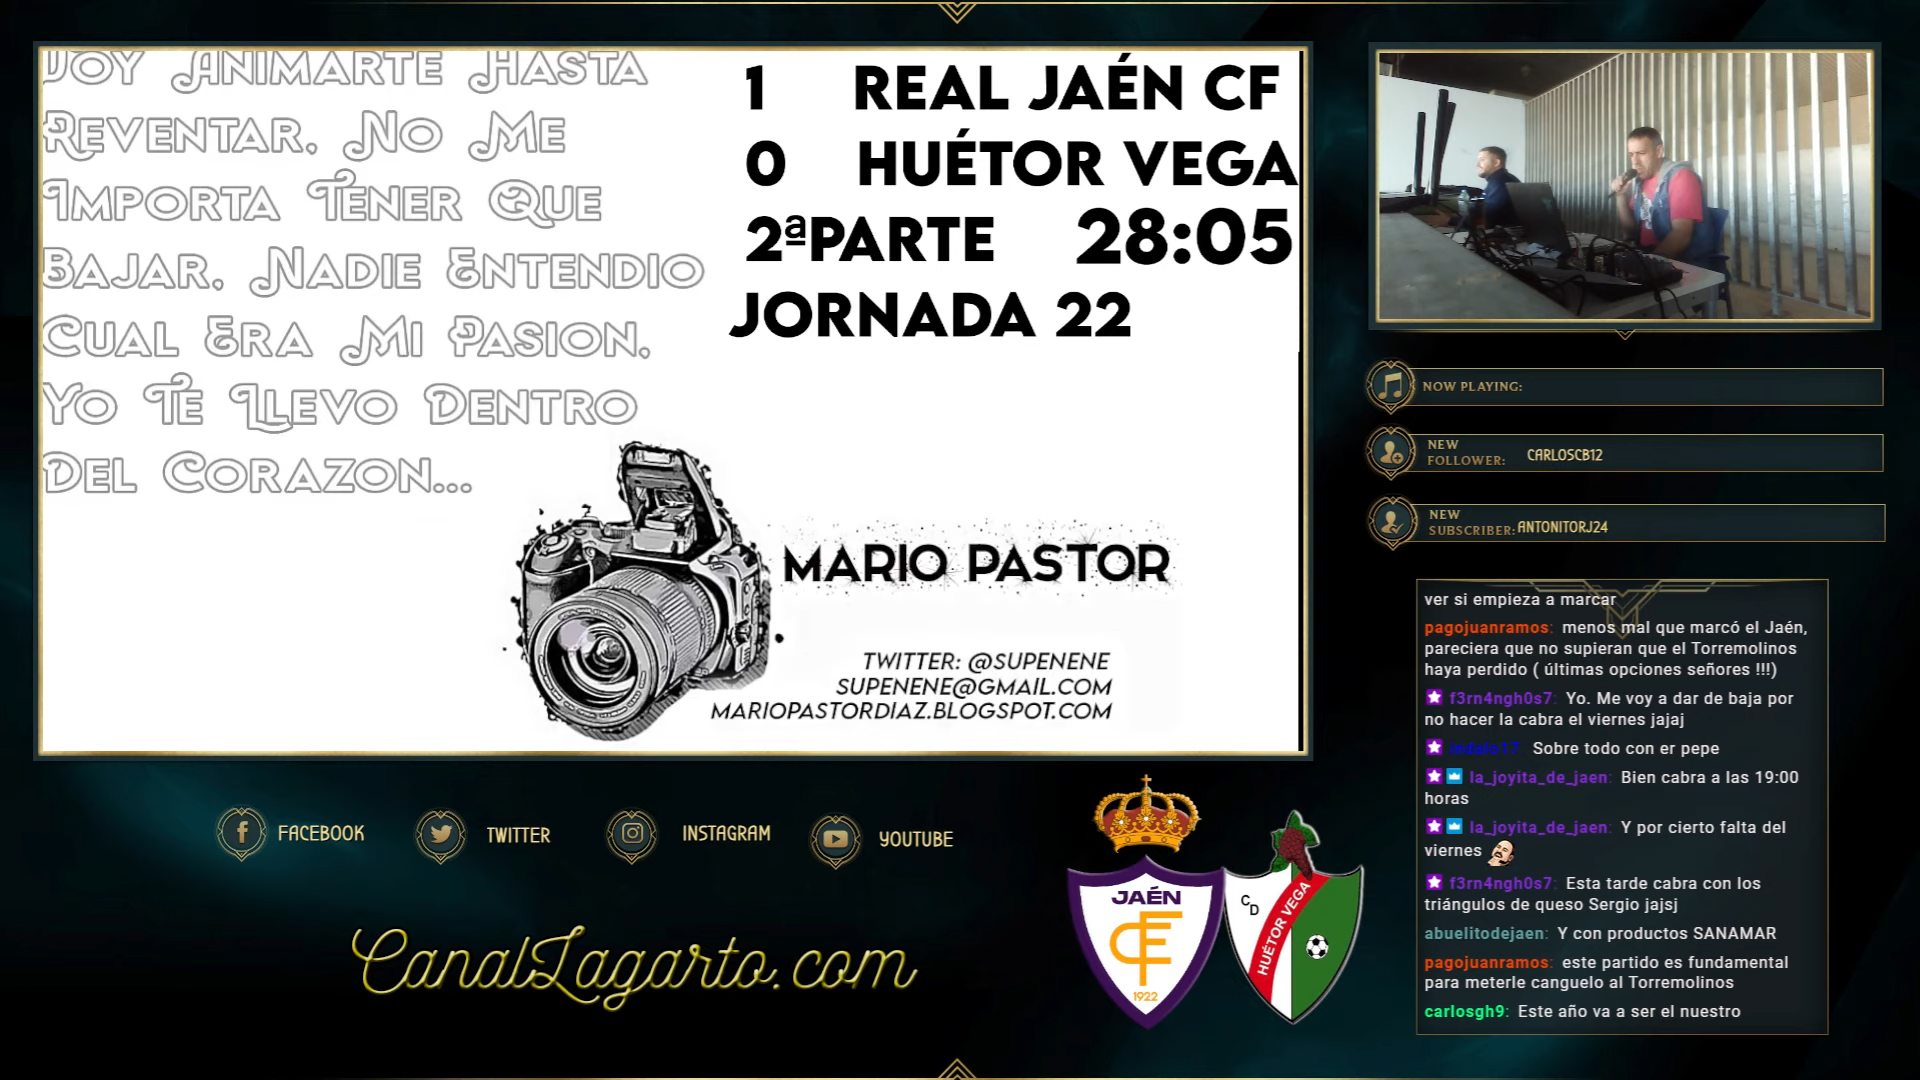 Voy Animarte Hasta
Reventar, No Me
Importa Tener Que
Bajar, Nadie Entendio
Cual Era Mi Pasion,
Yo Te Llevo Dentro
Del Corazon...
1 REAL JAÉN CF
0 HUÉTOR VEGA
2ªPARTE 28:05
JORNADA 22
MARIO PASTOR
TWITTER: @SUPENENE
SUPENENE@GMAIL.COM
MARIOPASTORDIAZ.BLOGSPOT.COM
NOW PLAYING:
NEW FOLLOWER: CARLOSCB12
NEW SUBSCRIBER: ANTONITORJ24
ver si empieza a marcar
pagojuanramos: menos mal que marcó el Jaén,
pareciera que no supieran que el Torremolinos
haya perdido ( últimas opciones señores !!!)
f3rn4ngh0s7: Yo. Me voy a dar de baja por
no hacer la cabra el viernes jajaj
indalo17: Sobre todo con er pepe
la_joyita_de_jaen: Bien cabra a las 19:00
horas
la_joyita_de_jaen: Y por cierto falta del
viernes
f3rn4ngh0s7: Esta tarde cabra con los
triángulos de queso Sergio jajsj
abuelitodejaen: Y con productos SANAMAR
pagojuanramos: este partido es fundamental
para meterle canguelo al Torremolinos
carlosgh9: Este año va a ser el nuestro
FACEBOOK
TWITTER
INSTAGRAM
YOUTUBE
CanalLagarto.com
JAÉN
CF
1922
CD
HUÉTOR VEGA